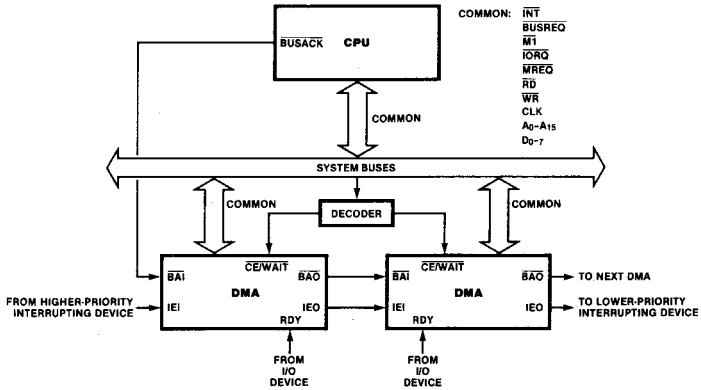 COMMON:
INT
BUSREQ
M1
IORQ
MREQ
RD
WR
CLK
A0–A15
D0–7
BUSACK
CPU
COMMON
SYSTEM BUSES
COMMON
DECODER
COMMON
CE/WAIT
BAI
BAO
DMA
IEI
IEO
RDY
CE/WAIT
BAI
BAO
DMA
IEI
IEO
RDY
TO NEXT DMA
FROM HIGHER-PRIORITY
INTERRUPTING DEVICE
TO LOWER-PRIORITY
INTERRUPTING DEVICE
FROM
I/O
DEVICE
FROM
I/O
DEVICE